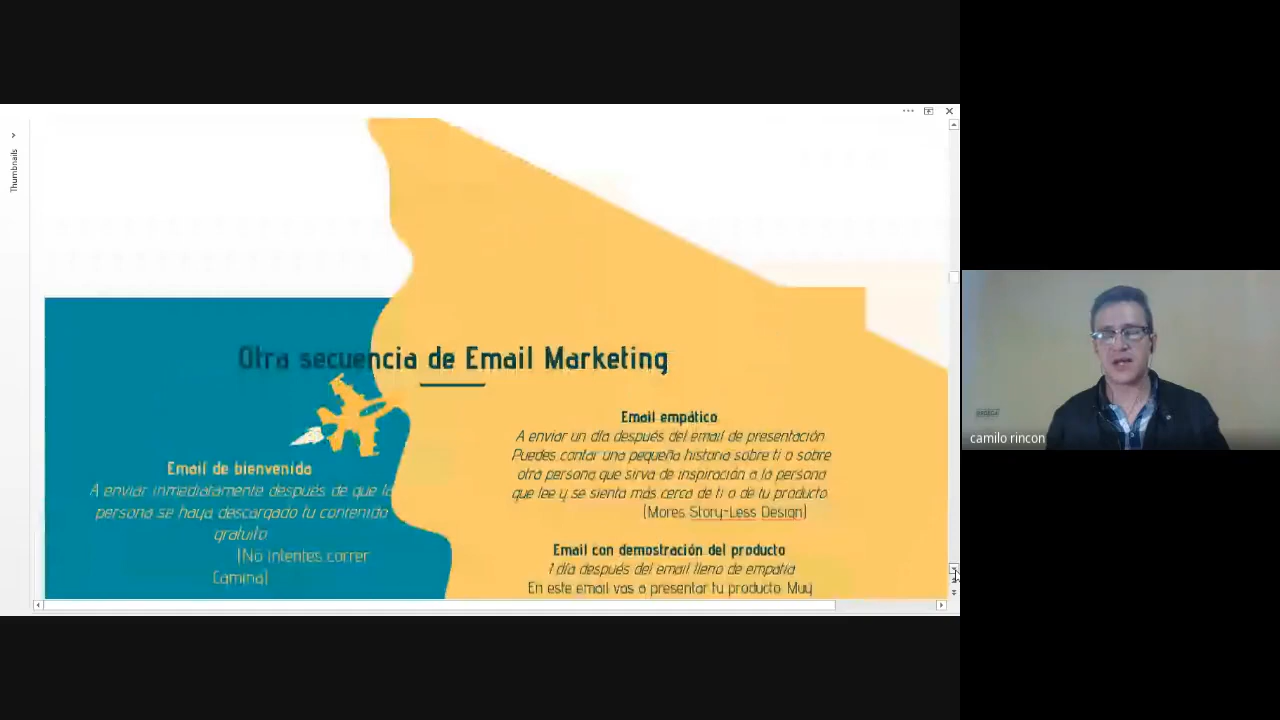 Thumbnails
Otra secuencia de Email Marketing
Email de bienvenida
A enviar inmediatamente después de que la
persona se haya descargado tu contenido
gratuito
(No intentes correr
Camina)
Email empático
A enviar un día después del email de presentación
Puedes contar una pequeña historia sobre ti o sobre
otra persona que sirva de inspiración a la persona
que lee y se sienta más cerca de ti o de tu producto
(Mores Story-Less Design)
Email con demostración del producto
1 día después del email lleno de empatía
En este email vas a presentar tu producto. Muy
camilo rincon